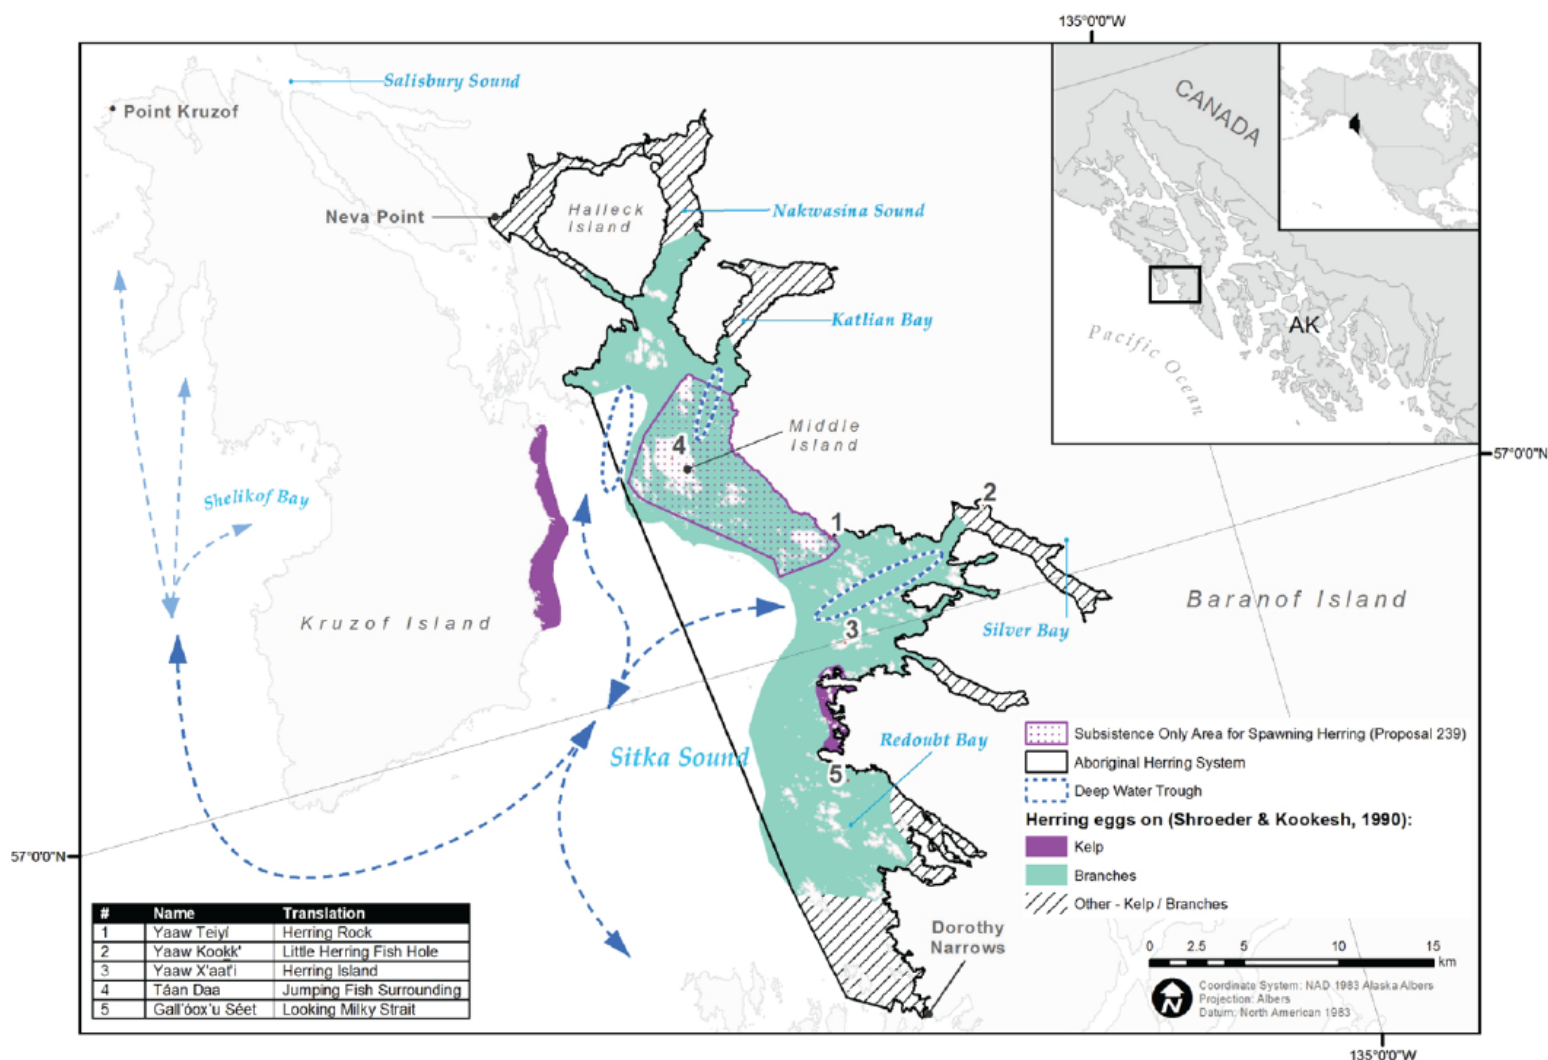 135°0'0"W
Salisbury Sound
Point Kruzof
CANADA
Neva Point
Halleck
Island
Nakwasina Sound
Katlian Bay
AK
Pacific Ocean
4
Middle
Island
57°0'0"N
Shelikof Bay
2
1
Kruzof Island
Baranof Island
3
Silver Bay
Sitka Sound
Redoubt Bay
5
Subsistence Only Area for Spawning Herring (Proposal 239)
Aboriginal Herring System
Deep Water Trough
Herring eggs on (Shroeder & Kookesh, 1990):
Kelp
Branches
Other - Kelp / Branches
57°0'0"N
Dorothy
Narrows
# Name Translation
1 Yaaw Teiyí Herring Rock
2 Yaaw Kookk' Little Herring Fish Hole
3 Yaaw X'aat'i Herring Island
4 Táan Daa Jumping Fish Surrounding
5 Gall'óox'u Séet Looking Milky Strait
0 2.5 5 10 15
km
N
Coordinate System: NAD 1983 Alaska Albers
Projection: Albers
Datum: North American 1983
135°0'0"W